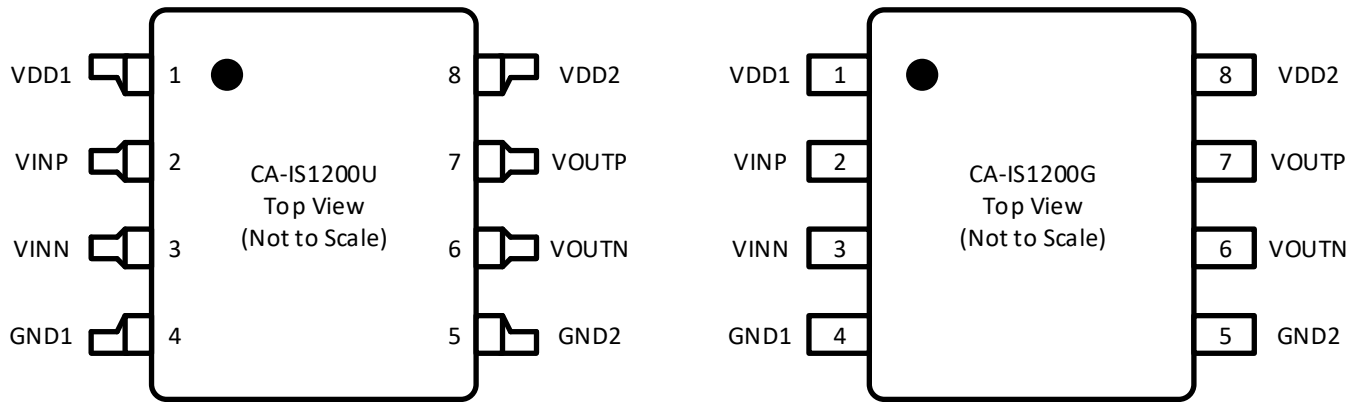 VDD1 1 8 VDD2
VINP 2 7 VOUTP
CA-IS1200U
Top View
(Not to Scale)
VINN 3 6 VOUTN
GND1 4 5 GND2
VDD1 1 8 VDD2
VINP 2 7 VOUTP
CA-IS1200G
Top View
(Not to Scale)
VINN 3 6 VOUTN
GND1 4 5 GND2